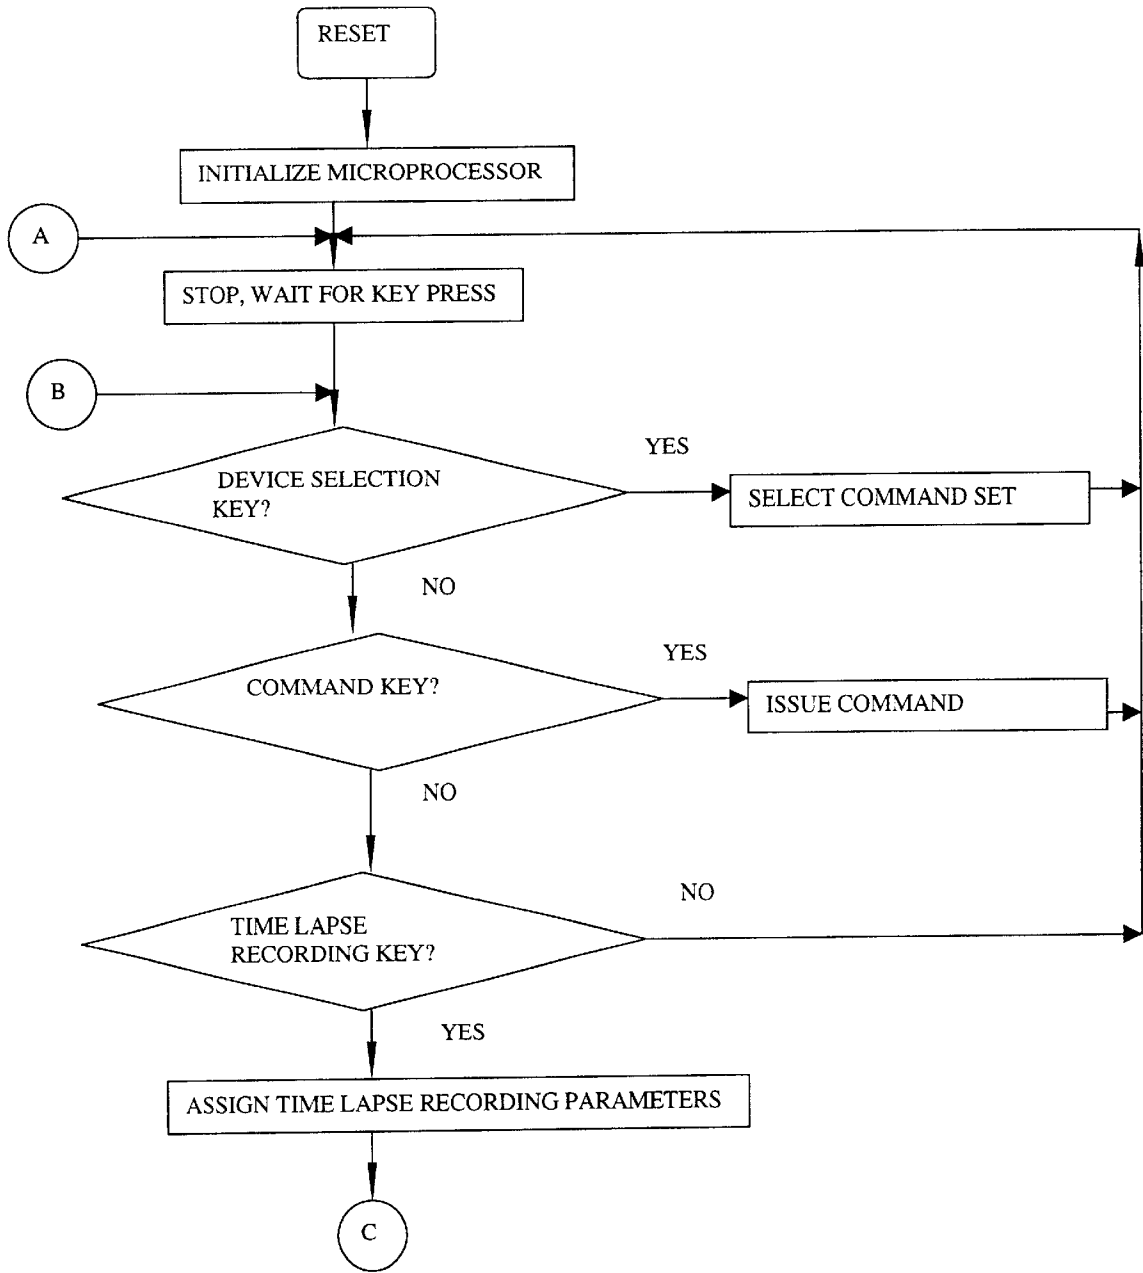 RESET
INITIALIZE MICROPROCESSOR
A
STOP, WAIT FOR KEY PRESS
B
DEVICE SELECTION
KEY?
YES
SELECT COMMAND SET
NO
COMMAND KEY?
YES
ISSUE COMMAND
NO
TIME LAPSE
RECORDING KEY?
NO
YES
ASSIGN TIME LAPSE RECORDING PARAMETERS
C